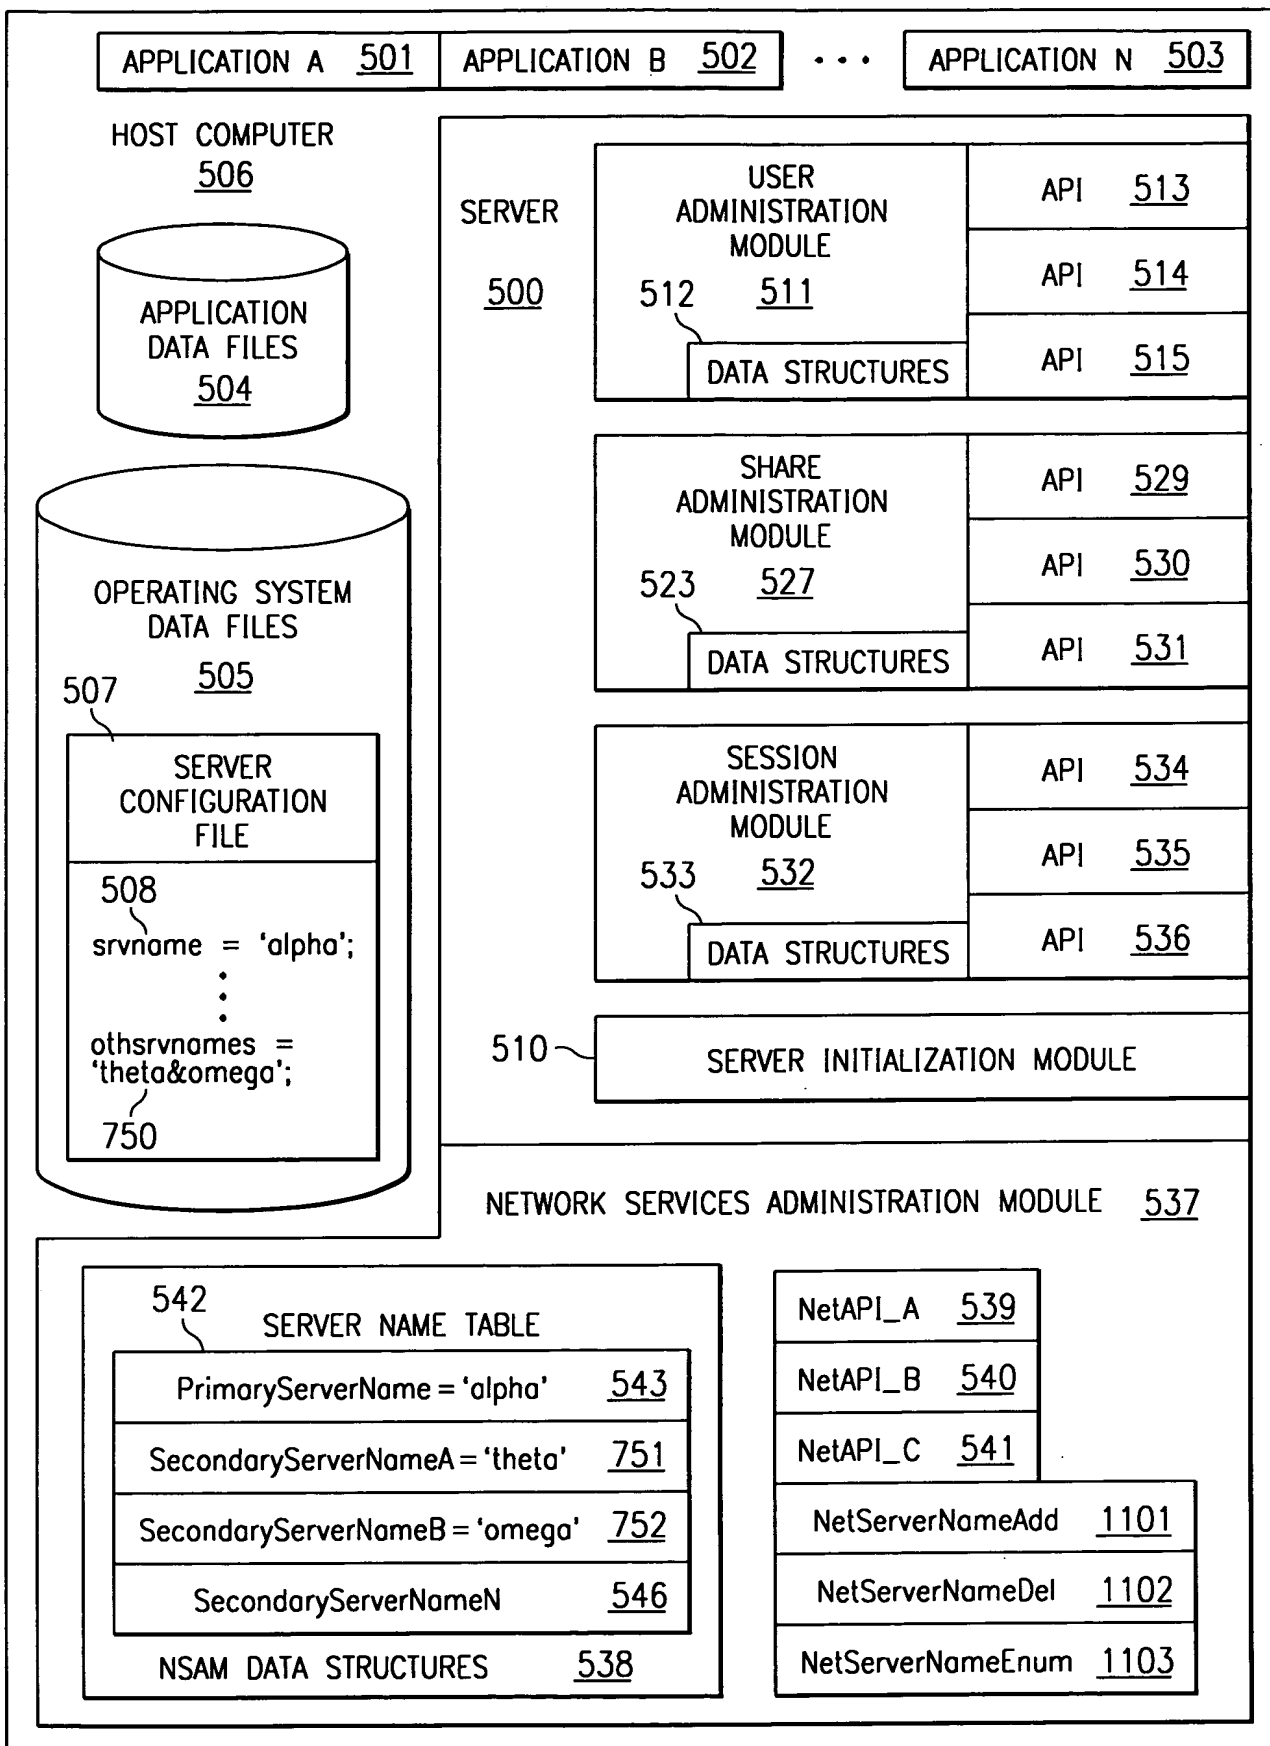 APPLICATION A 501
APPLICATION B 502
• • •
APPLICATION N 503
HOST COMPUTER
506
APPLICATION
DATA FILES
504
OPERATING SYSTEM
DATA FILES
505
507
SERVER
CONFIGURATION
FILE
508
srvname = 'alpha';
othsrvnames =
'theta&omega';
750
SERVER
500
USER
ADMINISTRATION
MODULE
511
512
DATA STRUCTURES
API 513
API 514
API 515
SHARE
ADMINISTRATION
MODULE
527
523
DATA STRUCTURES
API 529
API 530
API 531
SESSION
ADMINISTRATION
MODULE
532
533
DATA STRUCTURES
API 534
API 535
API 536
510
SERVER INITIALIZATION MODULE
NETWORK SERVICES ADMINISTRATION MODULE 537
542
SERVER NAME TABLE
PrimaryServerName = 'alpha' 543
SecondaryServerNameA = 'theta' 751
SecondaryServerNameB = 'omega' 752
SecondaryServerNameN 546
NSAM DATA STRUCTURES 538
NetAPI_A 539
NetAPI_B 540
NetAPI_C 541
NetServerNameAdd 1101
NetServerNameDel 1102
NetServerNameEnum 1103